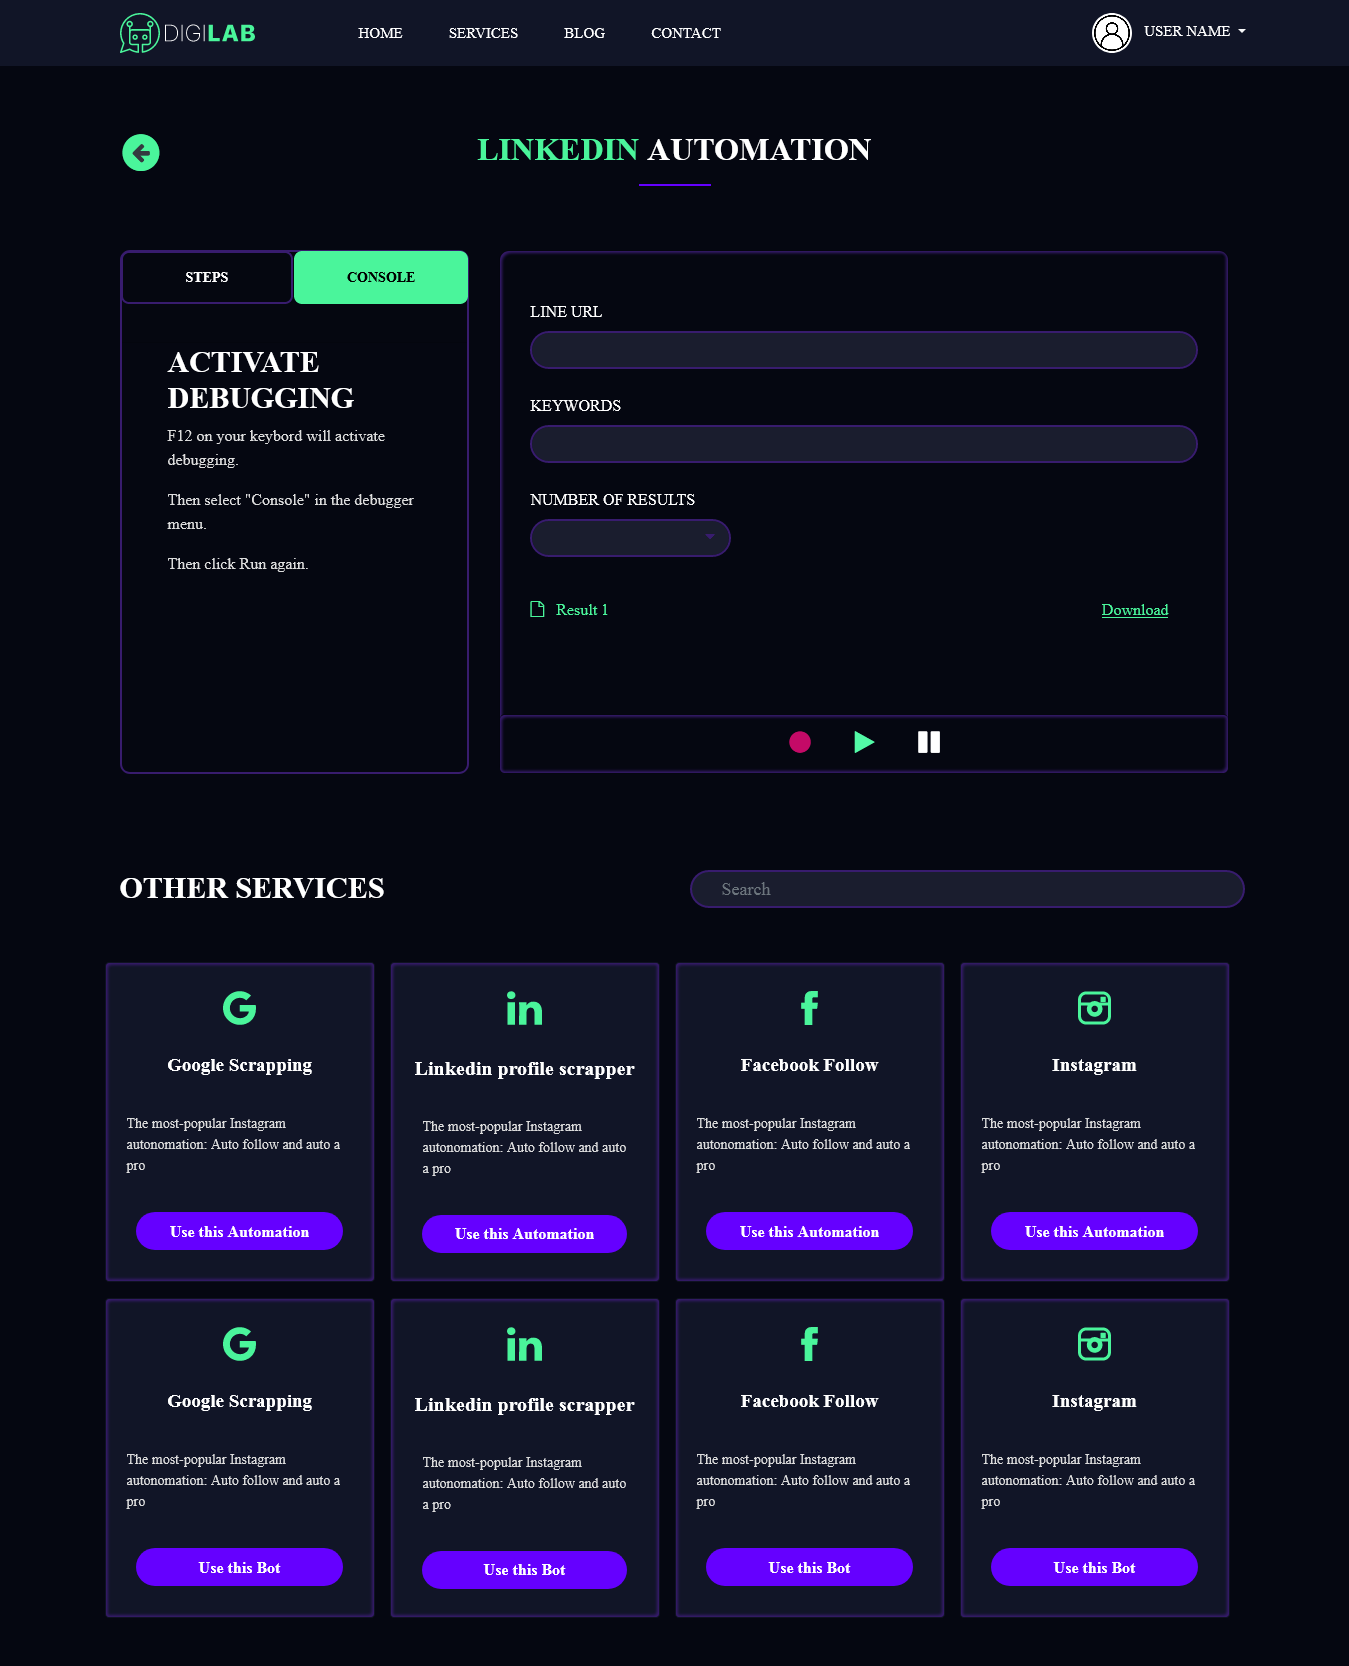 DIGILAB
HOME SERVICES BLOG CONTACT USER NAME
LINKEDIN AUTOMATION
STEPS CONSOLE
ACTIVATE
DEBUGGING
F12 on your keybord will activate
debugging.
Then select "Console" in the debugger
menu.
Then click Run again.
LINE URL
KEYWORDS
NUMBER OF RESULTS
Result 1 Download
OTHER SERVICES
Search
Google Scrapping
The most-popular Instagram
autonomation: Auto follow and auto a
pro
Use this Automation
Linkedin profile scrapper
The most-popular Instagram
autonomation: Auto follow and auto
a pro
Use this Automation
Facebook Follow
The most-popular Instagram
autonomation: Auto follow and auto a
pro
Use this Automation
Instagram
The most-popular Instagram
autonomation: Auto follow and auto a
pro
Use this Automation
Google Scrapping
The most-popular Instagram
autonomation: Auto follow and auto a
pro
Use this Bot
Linkedin profile scrapper
The most-popular Instagram
autonomation: Auto follow and auto
a pro
Use this Bot
Facebook Follow
The most-popular Instagram
autonomation: Auto follow and auto a
pro
Use this Bot
Instagram
The most-popular Instagram
autonomation: Auto follow and auto a
pro
Use this Bot